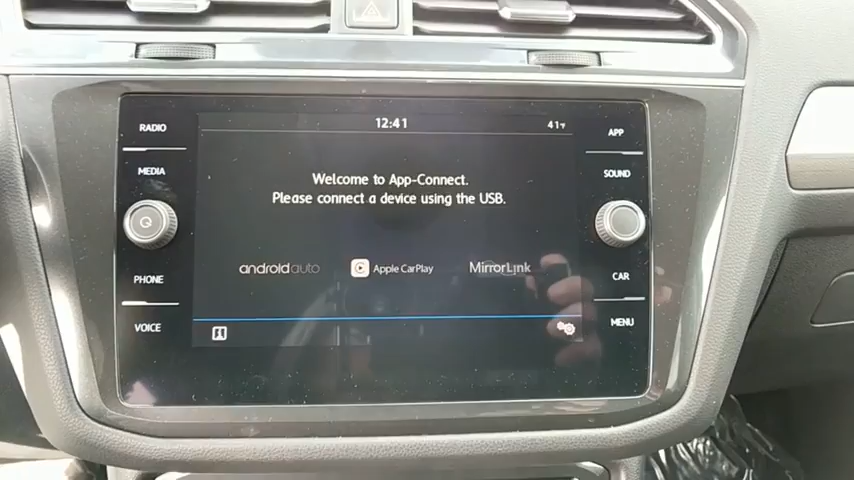 12:41
41°F
RADIO
MEDIA
PHONE
VOICE
Welcome to App-Connect.
Please connect a device using the USB.
androidauto
Apple CarPlay
MirrorLink
APP
SOUND
CAR
MENU